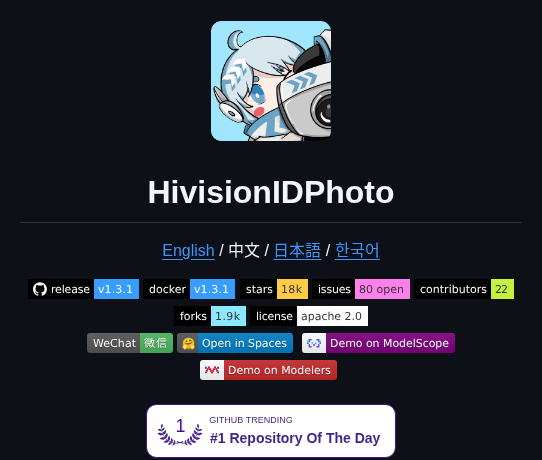 HivisionIDPhoto
English / 中文 / 日本語 / 한국어
release v1.3.1 docker v1.3.1 stars 18k issues 80 open contributors 22
forks 1.9k license apache 2.0
WeChat 微信 Open in Spaces Demo on ModelScope
Demo on Modelers
1 GITHUB TRENDING
#1 Repository Of The Day